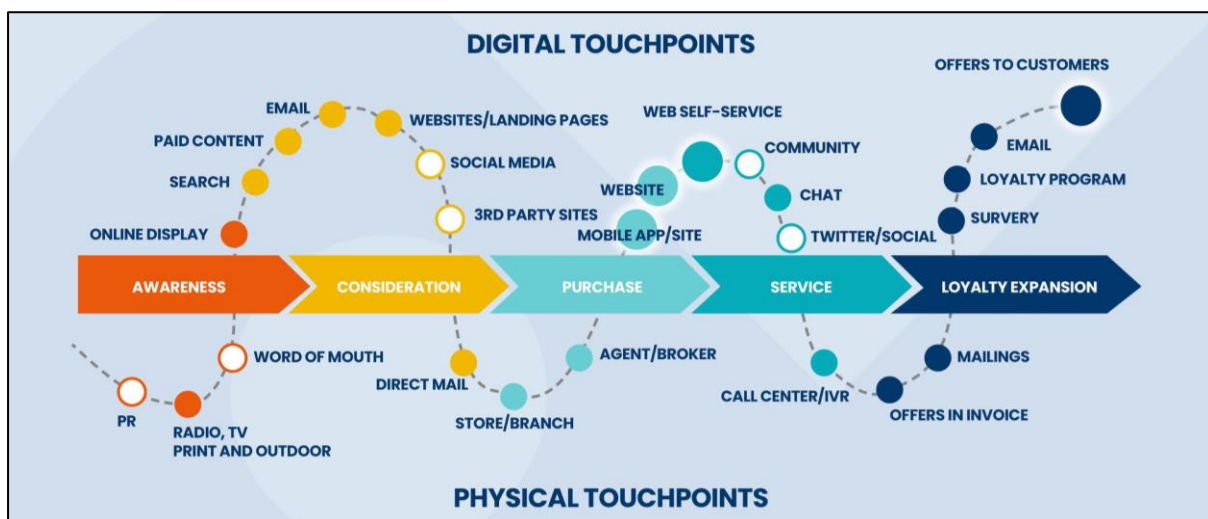 DIGITAL TOUCHPOINTS
OFFERS TO CUSTOMERS
EMAIL
WEBSITES/LANDING PAGES
WEB SELF-SERVICE
PAID CONTENT
COMMUNITY
EMAIL
SOCIAL MEDIA
SEARCH
WEBSITE
CHAT
LOYALTY PROGRAM
3RD PARTY SITES
SURVERY
ONLINE DISPLAY
MOBILE APP/SITE
TWITTER/SOCIAL
AWARENESS
CONSIDERATION
PURCHASE
SERVICE
LOYALTY EXPANSION
WORD OF MOUTH
AGENT/BROKER
MAILINGS
DIRECT MAIL
CALL CENTER/IVR
PR
STORE/BRANCH
OFFERS IN INVOICE
RADIO, TV
PRINT AND OUTDOOR
PHYSICAL TOUCHPOINTS